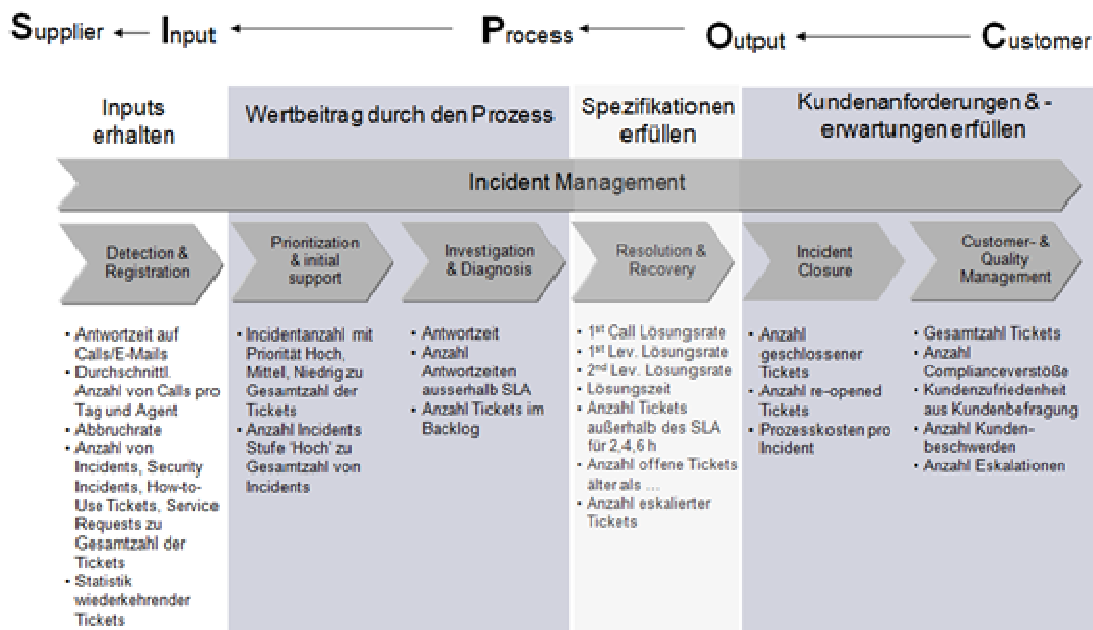 Supplier Input Process Output Customer
Inputs
erhalten
Wertbeitrag durch den Prozess
Spezifikationen
erfüllen
Kundenanforderungen & -
erwartungen erfüllen
Incident Management
Detection &
Registration
Prioritization
& initial
support
Investigation
& Diagnosis
Resolution &
Recovery
Incident
Closure
Customer- &
Quality
Management
• Antwortzeit auf
Calls/E-Mails
• Durchschnittl.
Anzahl von Calls pro
Tag und Agent
• Abbruchrate
• Anzahl von
Incidents, Security
Incidents, How-to-
Use Tickets, Service
Requests zu
Gesamtzahl der
Tickets
• Statistik
wiederkehrender
Tickets
• Incidentanzahl mit
Priorität Hoch,
Mittel, Niedrig zu
Gesamtzahl der
Tickets
• Anzahl Incidents
Stufe 'Hoch' zu
Gesamtzahl von
Incidents
• Antwortzeit
• Anzahl
Antwortzeiten
ausserhalb SLA
• Anzahl Tickets im
Backlog
• 1st Call Lösungsrate
• 1st Lev. Lösungsrate
• 2nd Lev. Lösungsrate
• Lösungszeit
• Anzahl Tickets
außerhalb des SLA
für 2,4,6 h
• Anzahl offene Tickets
älter als ...
• Anzahl eskalierter
Tickets
• Anzahl
geschlossener
Tickets
• Anzahl re-opened
Tickets
• Prozesskosten pro
Incident
• Gesamtzahl Tickets
• Anzahl
Complianceverstöße
• Kundenzufriedenheit
aus Kundenbefragung
• Anzahl Kunden-
beschwerden
• Anzahl Eskalationen